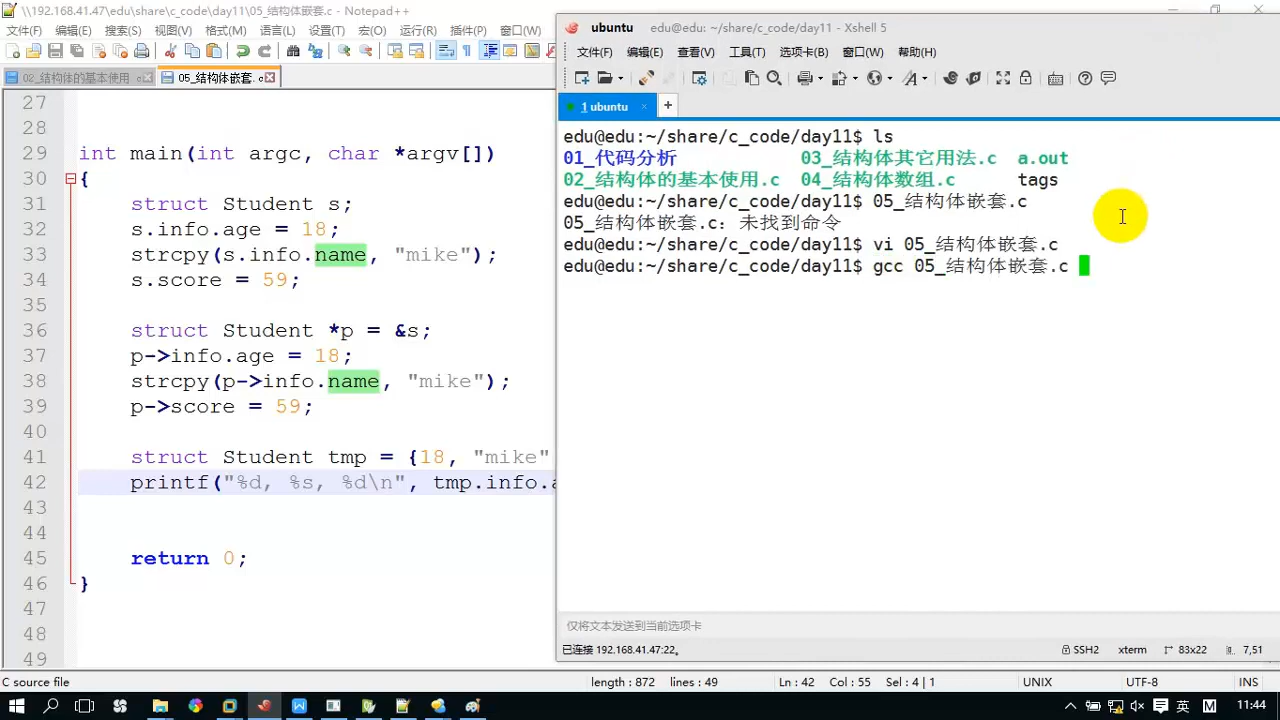 \\192.168.41.47\edu\share\c_code\day11\05_结构体嵌套.c - Notepad++
文件(F) 编辑(E) 搜索(S) 视图(V) 格式(M) 语言(L) 设置(T) 宏(O) 运行(R) 插件(P) 窗口(W)
02_结构体的基本使用.c 05_结构体嵌套.c
27
28
29 int main(int argc, char *argv[])
30 {
31 struct Student s;
32 s.info.age = 18;
33 strcpy(s.info.name, "mike");
34 s.score = 59;
35
36 struct Student *p = &s;
37 p->info.age = 18;
38 strcpy(p->info.name, "mike");
39 p->score = 59;
40
41 struct Student tmp = {18, "mike"
42 printf("%d, %s, %d\n", tmp.info.a
43
44
45 return 0;
46 }
47
48
49
C source file length : 872 lines : 49 Ln : 42 Col : 55 Sel : 4 | 1 UNIX UTF-8 INS
ubuntu edu@edu: ~/share/c_code/day11 - Xshell 5
文件(F) 编辑(E) 查看(V) 工具(T) 选项卡(B) 窗口(W) 帮助(H)
1 ubuntu
edu@edu:~/share/c_code/day11$ ls
01_代码分析 03_结构体其它用法.c a.out
02_结构体的基本使用.c 04_结构体数组.c tags
edu@edu:~/share/c_code/day11$ 05_结构体嵌套.c
05_结构体嵌套.c：未找到命令
edu@edu:~/share/c_code/day11$ vi 05_结构体嵌套.c
edu@edu:~/share/c_code/day11$ gcc 05_结构体嵌套.c
仅将文本发送到当前选项卡
已连接 192.168.41.47:22。 SSH2 xterm 83x22 7,51
英 M 11:44